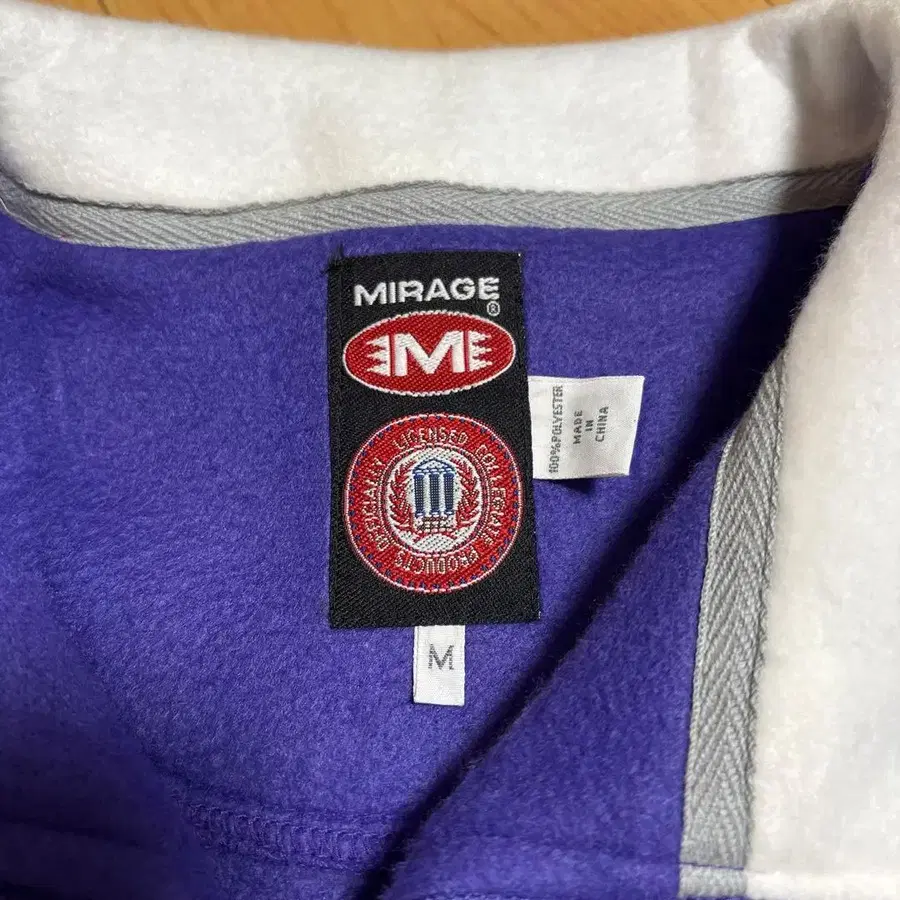 MIRAGE
®
M
OFFICIALLY LICENSED COLLEGIATE PRODUCTS
100%POLYESTER
MADE
IN
CHINA
M